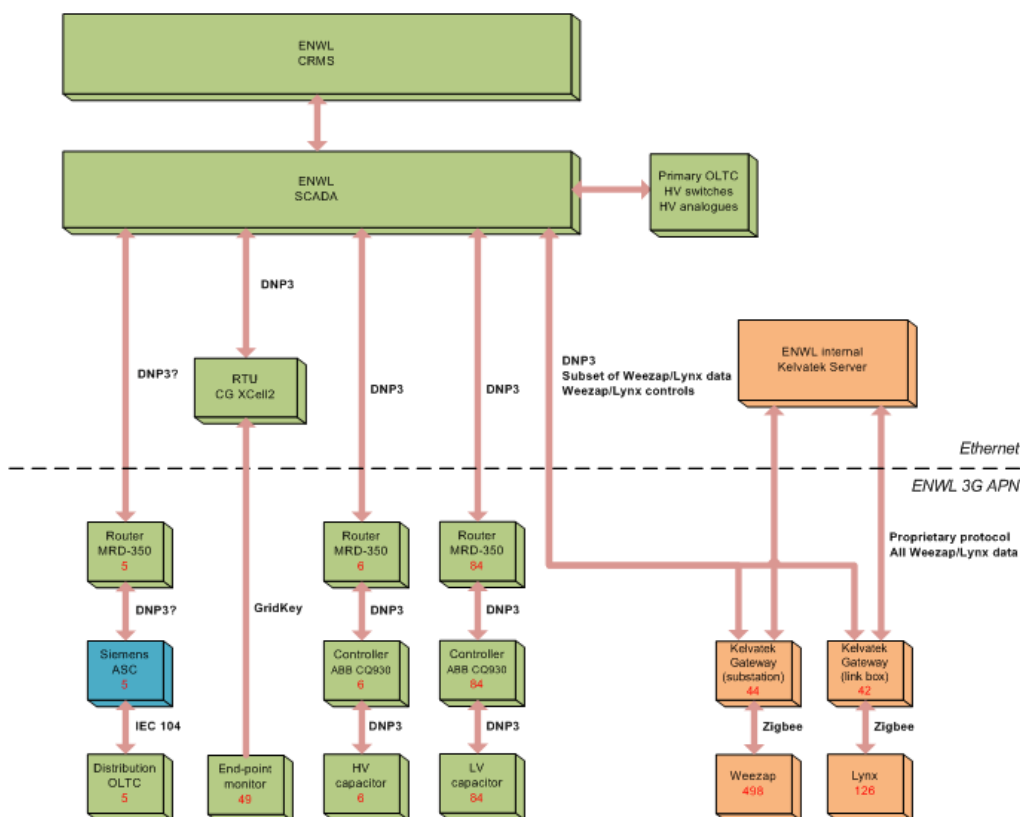 ENWL
CRMS
ENWL
SCADA
Primary OLTC
HV switches
HV analogues
DNP3
DNP3?
RTU
CG XCell2
DNP3
DNP3
DNP3
Subset of Weezap/Lynx data
Weezap/Lynx controls
ENWL internal
Kelvatek Server
Ethernet
ENWL 3G APN
Router
MRD-350
5
Router
MRD-350
6
Router
MRD-350
84
Proprietary protocol
All Weezap/Lynx data
DNP3?
GridKey
DNP3
DNP3
Siemens
ASC
5
Controller
ABB CQ930
6
Controller
ABB CQ930
84
Kelvatek
Gateway
(substation)
44
Kelvatek
Gateway
(link box)
42
IEC 104
DNP3
DNP3
Zigbee
Zigbee
Distribution
OLTC
5
End-point
monitor
49
HV
capacitor
6
LV
capacitor
84
Weezap
498
Lynx
126